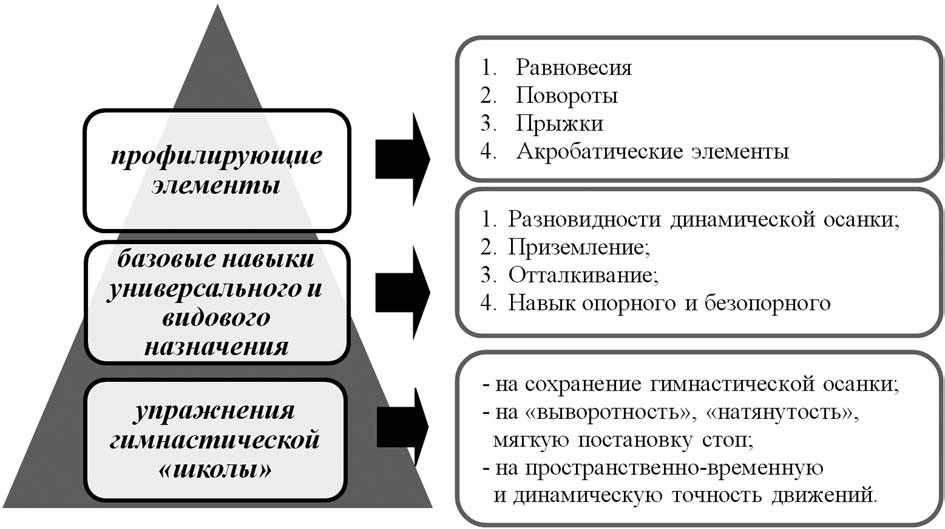 профилирующие
элементы
1. Равновесия
2. Повороты
3. Прыжки
4. Акробатические элементы
базовые навыки
универсального и
видового
назначения
1. Разновидности динамической осанки;
2. Приземление;
3. Отталкивание;
4. Навык опорного и безопорного
упражнения
гимнастической
«школы»
- на сохранение гимнастической осанки;
- на «выворотность», «натянутость»,
мягкую постановку стоп;
- на пространственно-временную
и динамическую точность движений.